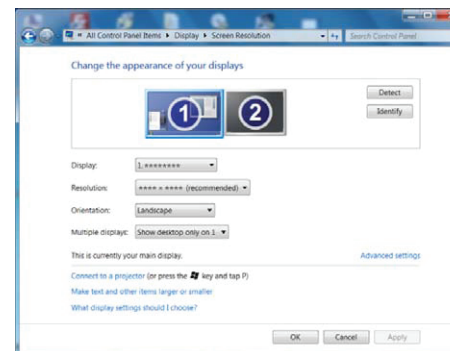 « All Control Panel Items ▸ Display ▸ Screen Resolution
Search Control Panel
Change the appearance of your displays
1
2
Detect
Identify
Display: 1.********
Resolution: **** × **** (recommended)
Orientation: Landscape
Multiple displays: Show desktop only on 1
This is currently your main display.
Advanced settings
Connect to a projector (or press the key and tap P)
Make text and other items larger or smaller
What display settings should I choose?
OK
Cancel
Apply